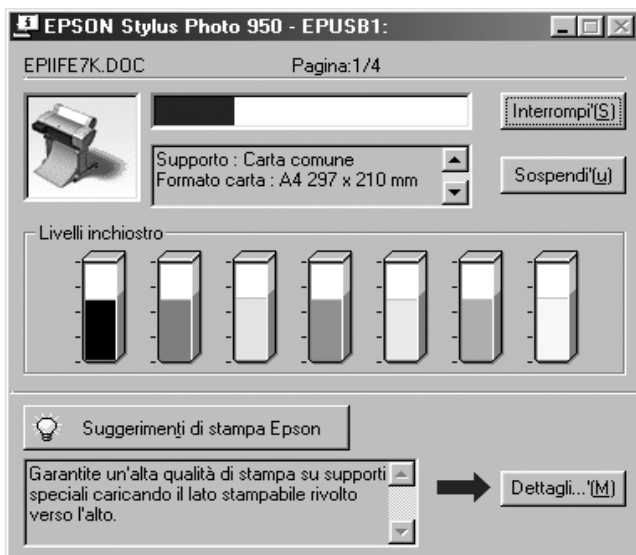 EPSON Stylus Photo 950 - EPUSB1:
EPIIFE7K.DOC Pagina:1/4
Interrompi'(S)
Supporto : Carta comune
Formato carta : A4 297 x 210 mm
Sospendi'(u)
Livelli inchiostro
Suggerimenti di stampa Epson
Garantite un'alta qualità di stampa su supporti
speciali caricando il lato stampabile rivolto
verso l'alto.
Dettagli...'(M)